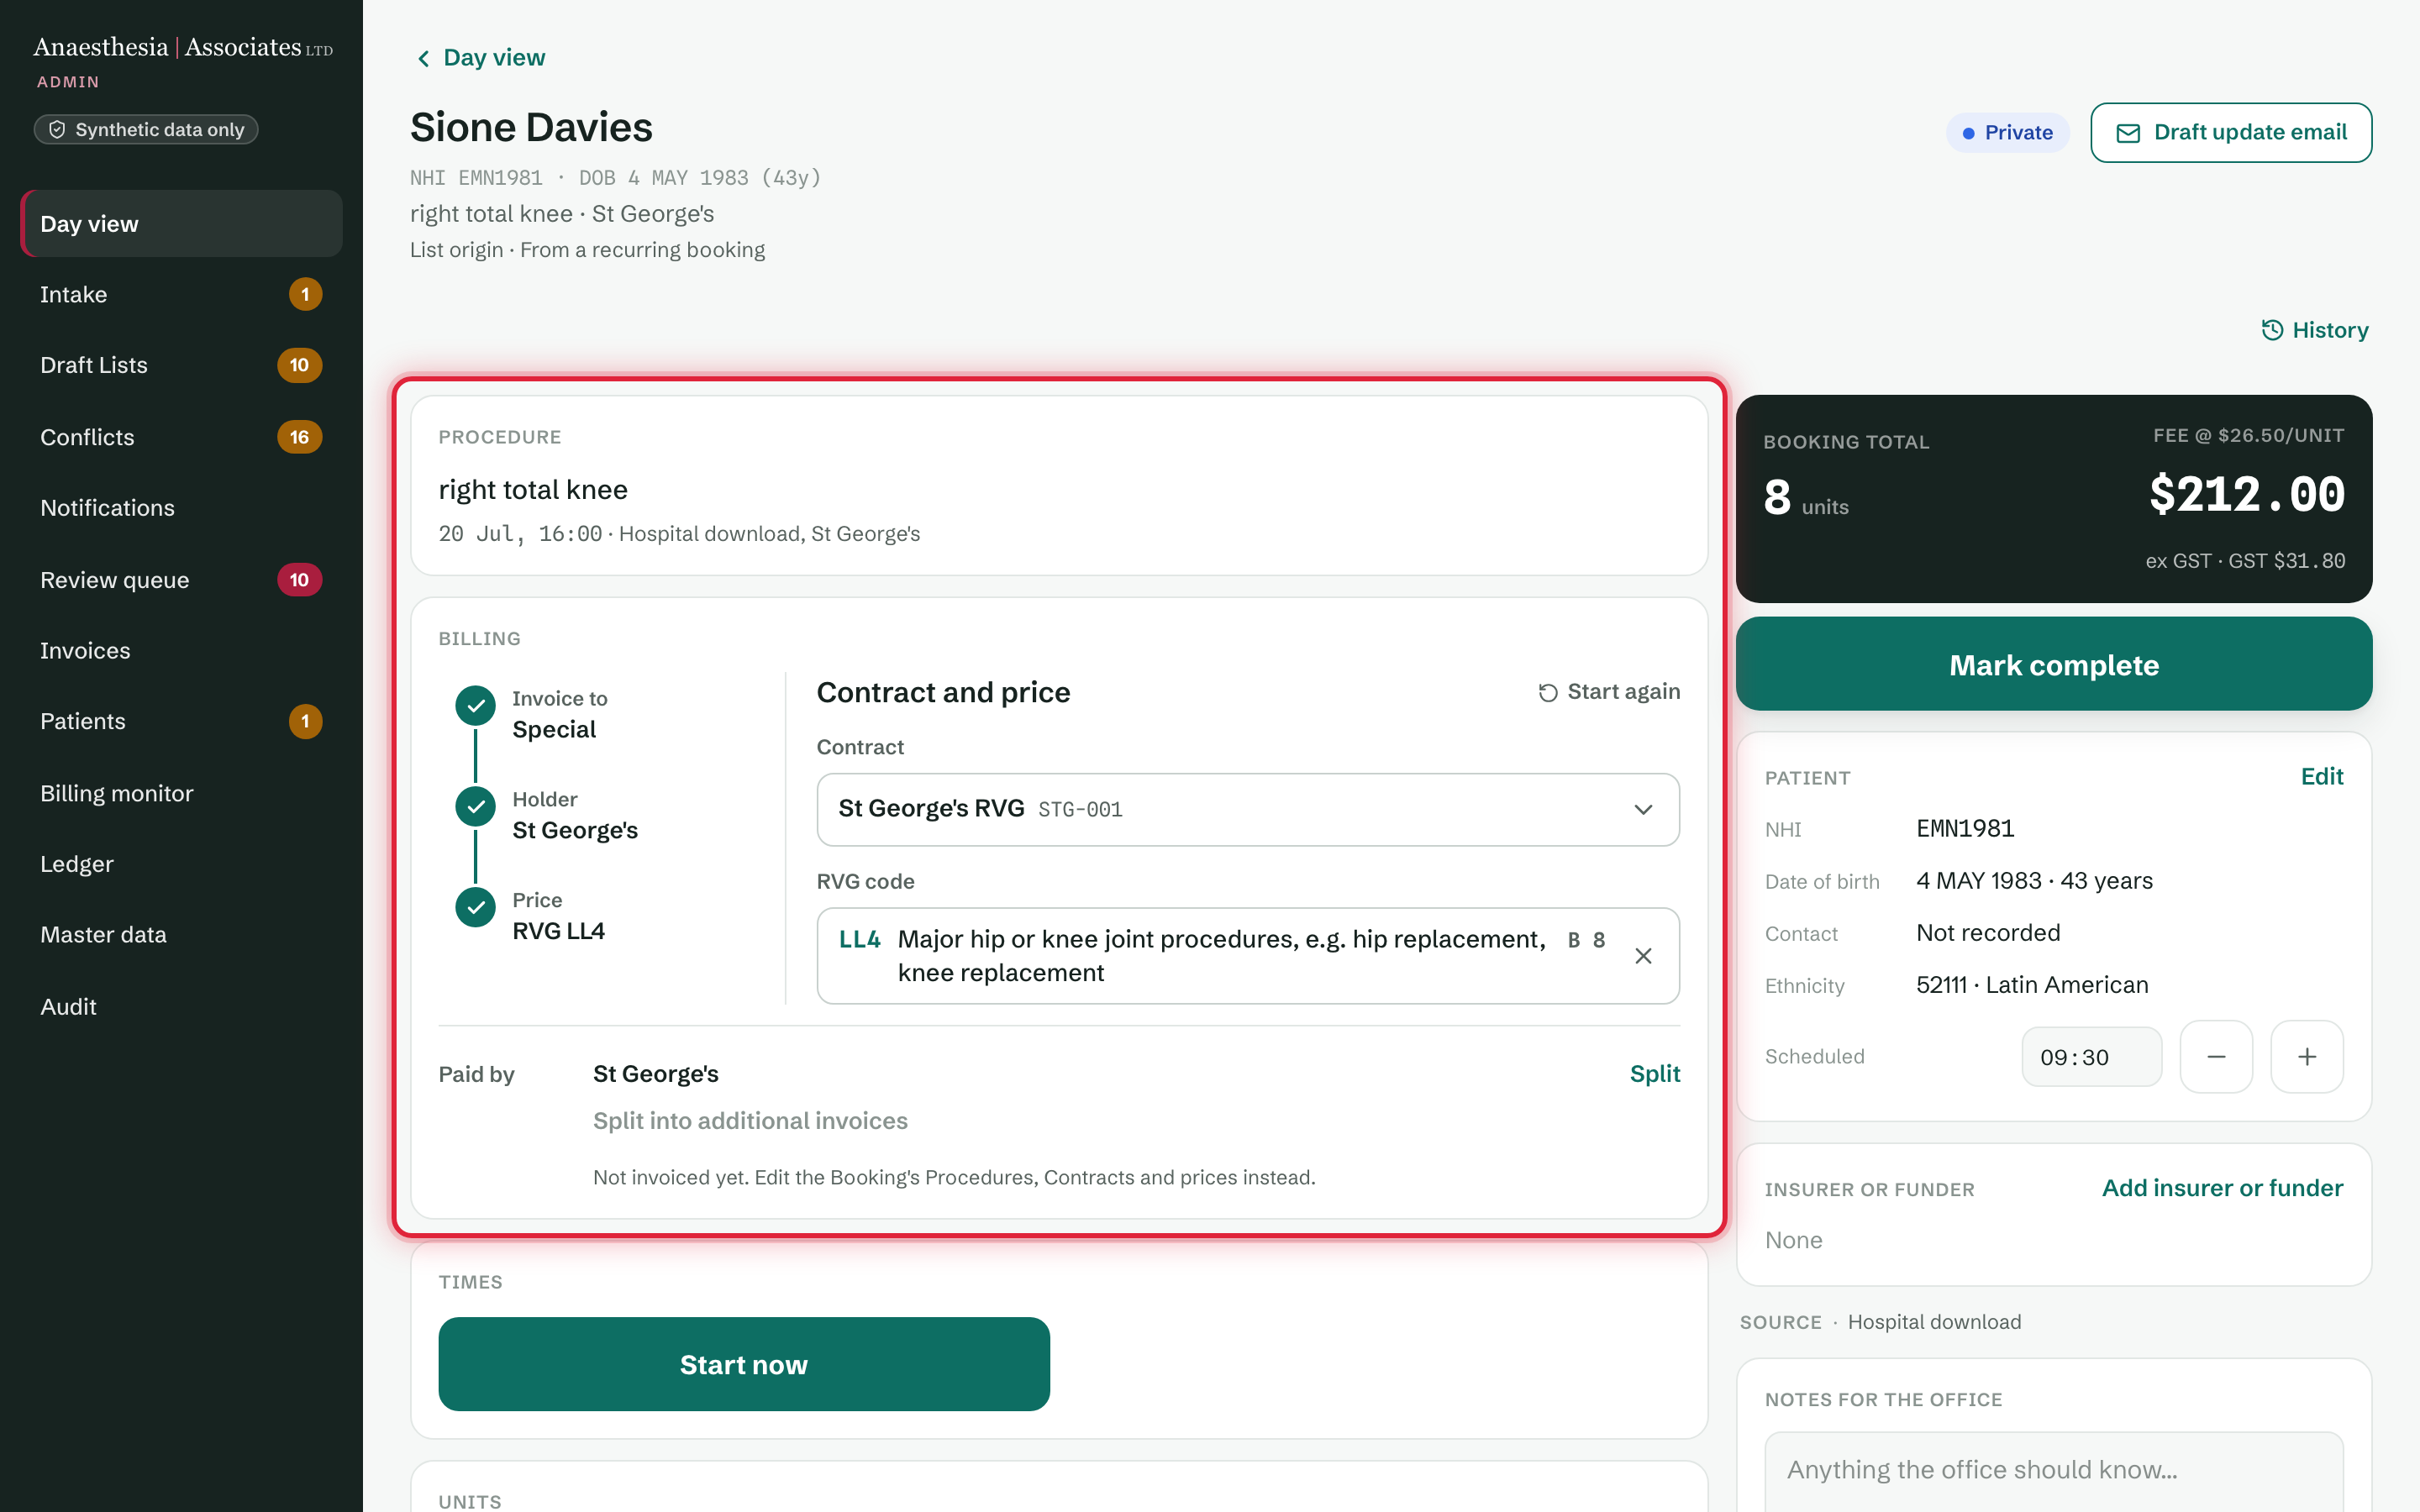 Anaesthesia | Associates LTD
ADMIN
Synthetic data only
Day view
Intake 1
Draft Lists 10
Conflicts 16
Notifications
Review queue 10
Invoices
Patients 1
Billing monitor
Ledger
Master data
Audit
Day view
Sione Davies
NHI EMN1981 · DOB 4 MAY 1983 (43y)
right total knee · St George's
List origin · From a recurring booking
Private
Draft update email
History
PROCEDURE
right total knee
20 Jul, 16:00 · Hospital download, St George's
BILLING
Invoice to
Special
Holder
St George's
Price
RVG LL4
Contract and price
Start again
Contract
St George's RVG STG-001
RVG code
LL4 Major hip or knee joint procedures, e.g. hip replacement, B 8
knee replacement
Paid by St George's Split
Split into additional invoices
Not invoiced yet. Edit the Booking's Procedures, Contracts and prices instead.
TIMES
Start now
UNITS
BOOKING TOTAL FEE @ $26.50/UNIT
8 units $212.00
ex GST · GST $31.80
Mark complete
PATIENT Edit
NHI EMN1981
Date of birth 4 MAY 1983 · 43 years
Contact Not recorded
Ethnicity 52111 · Latin American
Scheduled 09:30 − +
INSURER OR FUNDER Add insurer or funder
None
SOURCE · Hospital download
NOTES FOR THE OFFICE
Anything the office should know...